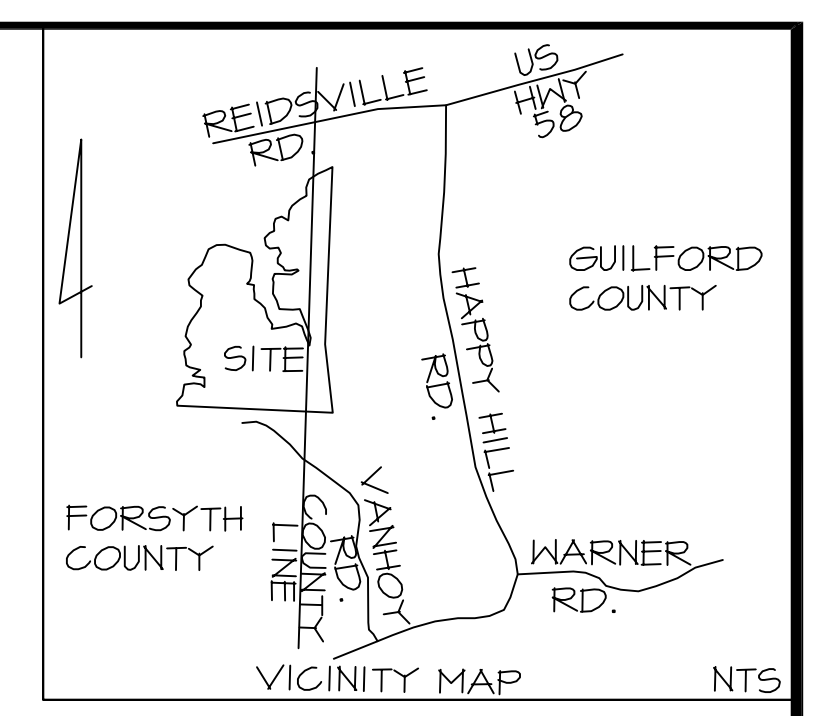 REIDSVILLE
RD.
US
HWY
58
GUILFORD
COUNTY
HAPPY HILL
RD.
SITE
FORSYTH
COUNTY
COUNTY
LINE
VANHOY
RD.
WARNER
RD.
VICINITY MAP
NTS